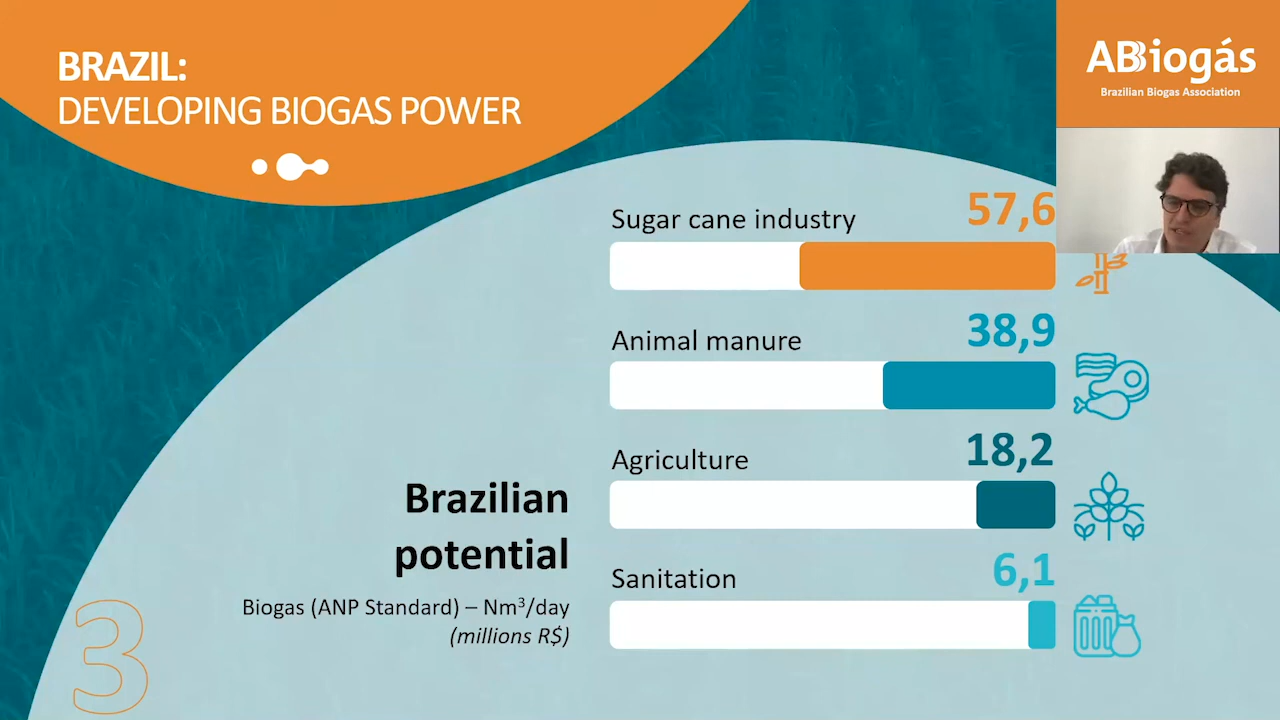 BRAZIL:
DEVELOPING BIOGAS POWER
ABBiogás
Brazilian Biogas Association
Sugar cane industry
57,6
Animal manure
38,9
Agriculture
18,2
Sanitation
6,1
Brazilian
potential
Biogas (ANP Standard) – Nm³/day
(millions R$)
3